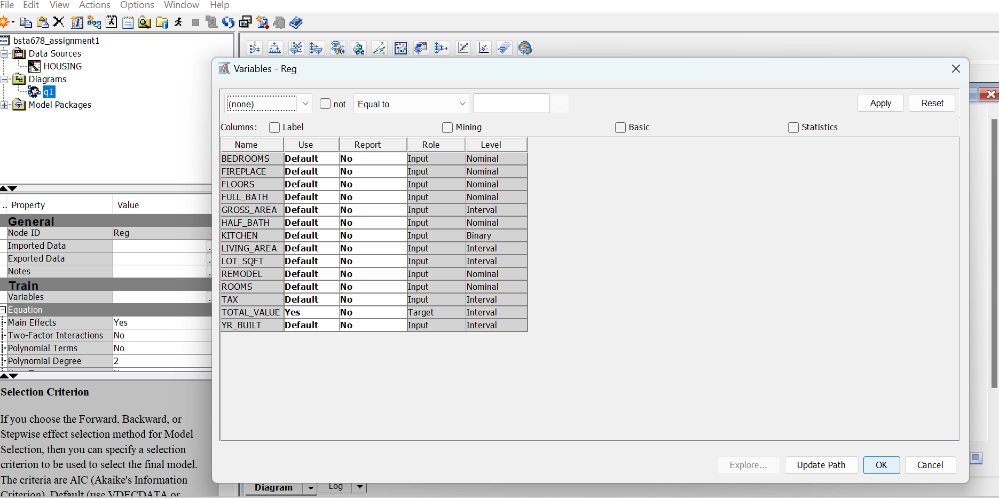 File Edit View Actions Options Window Help
bsta678_assignment1
Data Sources
HOUSING
Diagrams
q1
Model Packages
.. Property Value
General
Node ID Reg
Imported Data
Exported Data
Notes
Train
Variables
Equation
Main Effects Yes
Two-Factor Interactions No
Polynomial Terms No
Polynomial Degree 2
Selection Criterion
If you choose the Forward, Backward, or
Stepwise effect selection method for Model
Selection, then you can specify a selection
criterion to be used to select the final model.
The criteria are AIC (Akaike's Information
Criterion), Default (use VDECDATA or
Variables - Reg
(none) not Equal to ... Apply Reset
Columns: Label Mining Basic Statistics
Name Use Report Role Level
BEDROOMS Default No Input Nominal
FIREPLACE Default No Input Nominal
FLOORS Default No Input Nominal
FULL_BATH Default No Input Nominal
GROSS_AREA Default No Input Interval
HALF_BATH Default No Input Nominal
KITCHEN Default No Input Binary
LIVING_AREA Default No Input Interval
LOT_SQFT Default No Input Interval
REMODEL Default No Input Nominal
ROOMS Default No Input Nominal
TAX Default No Input Interval
TOTAL_VALUE Yes No Target Interval
YR_BUILT Default No Input Interval
Explore... Update Path OK Cancel
Diagram Log